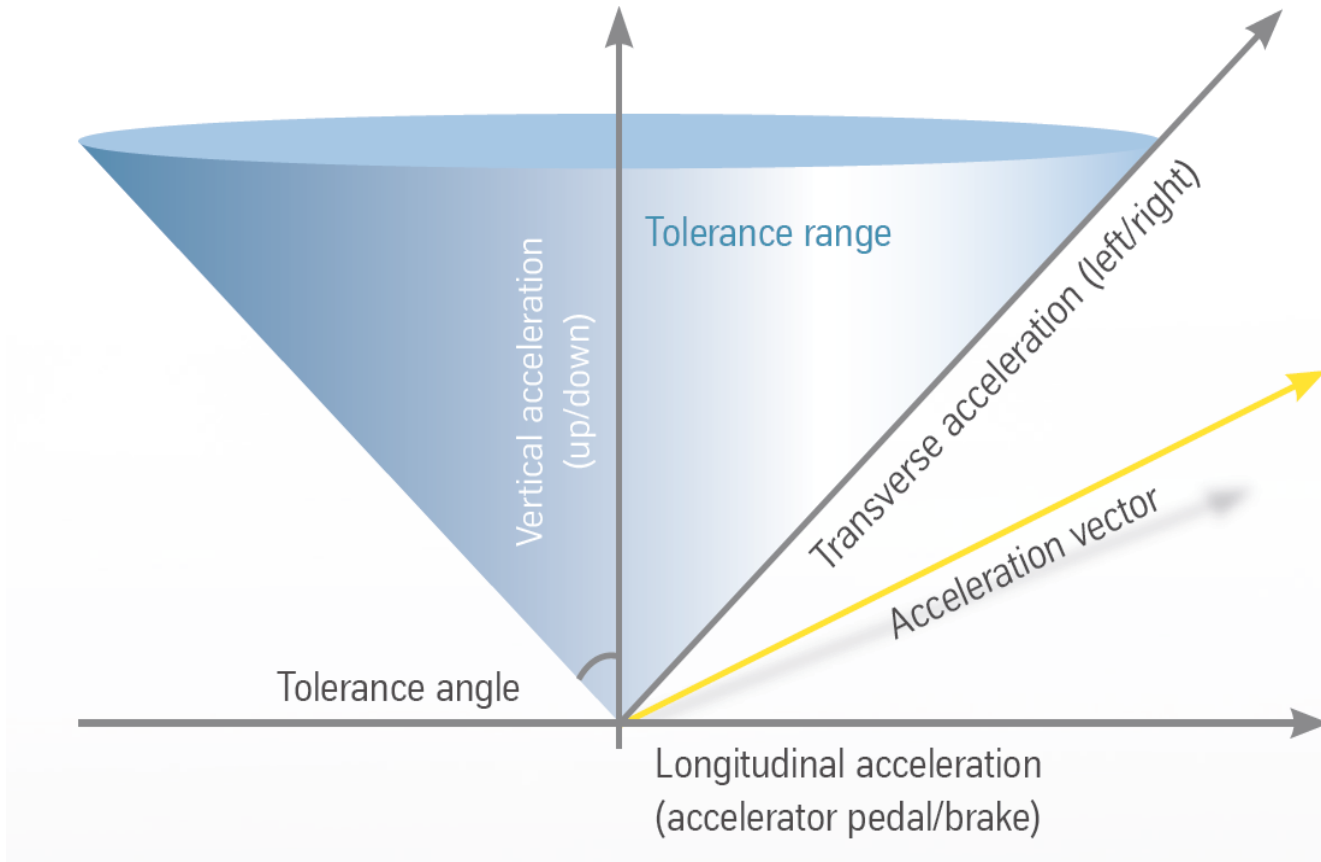 Tolerance range
Vertical acceleration
(up/down)
Transverse acceleration (left/right)
Acceleration vector
Tolerance angle
Longitudinal acceleration
(accelerator pedal/brake)